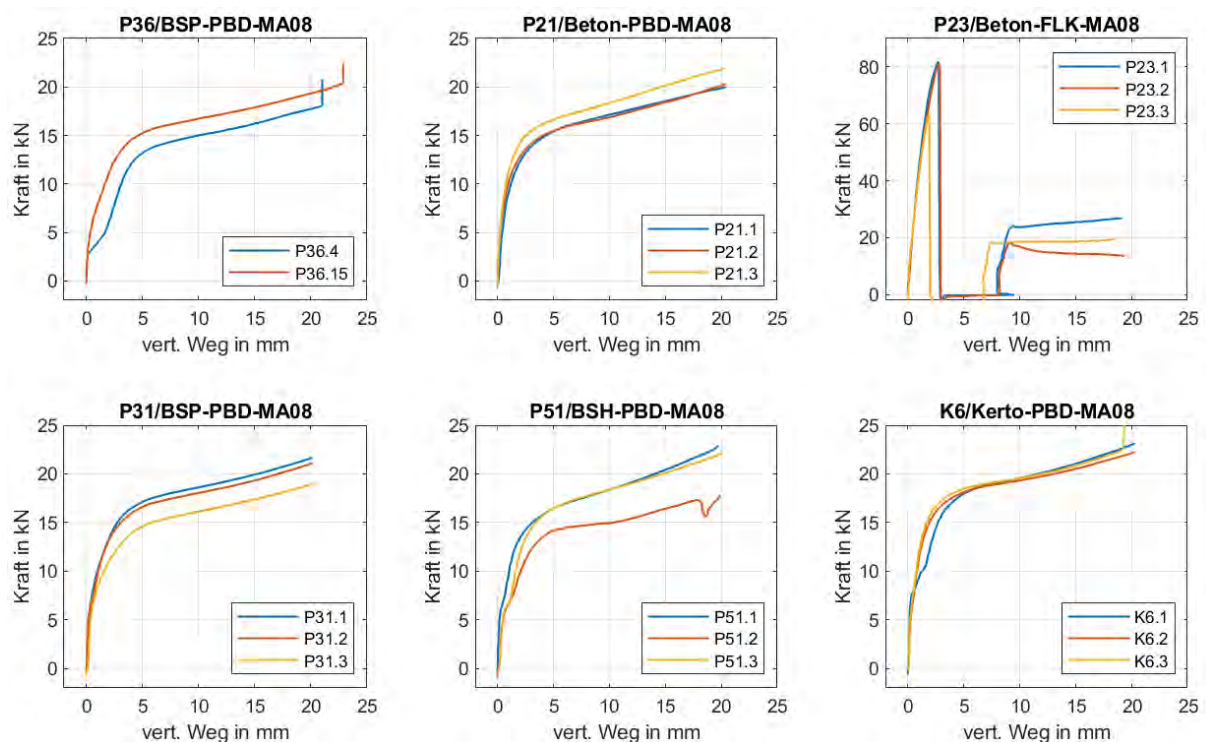 P36/BSP-PBD-MA08
25
20
15
10
5
0
Kraft in kN
P36.4
P36.15
0 5 10 15 20 25
vert. Weg in mm
P21/Beton-PBD-MA08
25
20
15
10
5
0
Kraft in kN
P21.1
P21.2
P21.3
0 5 10 15 20 25
vert. Weg in mm
P23/Beton-FLK-MA08
80
60
40
20
0
Kraft in kN
P23.1
P23.2
P23.3
0 5 10 15 20 25
vert. Weg in mm
P31/BSP-PBD-MA08
25
20
15
10
5
0
Kraft in kN
P31.1
P31.2
P31.3
0 5 10 15 20 25
vert. Weg in mm
P51/BSH-PBD-MA08
25
20
15
10
5
0
Kraft in kN
P51.1
P51.2
P51.3
0 5 10 15 20 25
vert. Weg in mm
K6/Kerto-PBD-MA08
25
20
15
10
5
0
Kraft in kN
K6.1
K6.2
K6.3
0 5 10 15 20 25
vert. Weg in mm